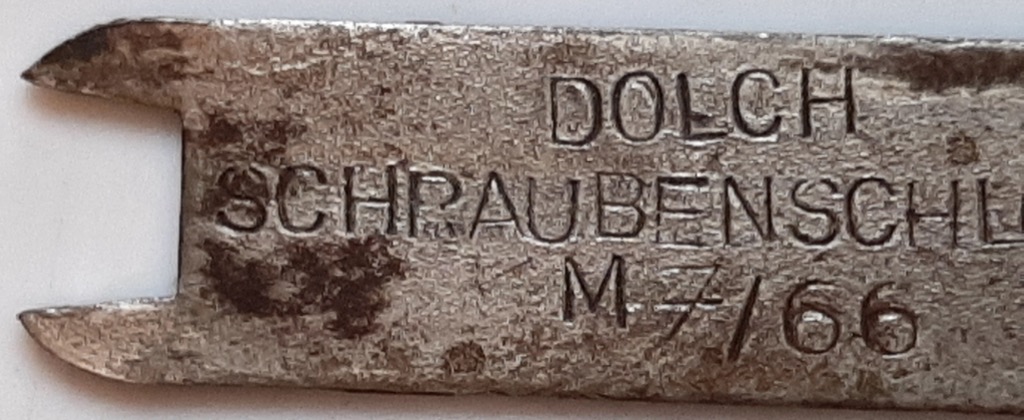 DOLCH
SCHRAUBENSCHL
M 7/66